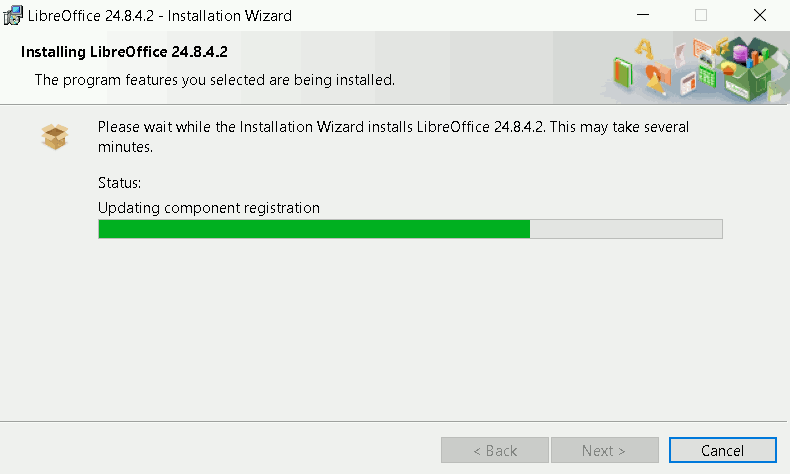 LibreOffice 24.8.4.2 - Installation Wizard
Installing LibreOffice 24.8.4.2
The program features you selected are being installed.
Please wait while the Installation Wizard installs LibreOffice 24.8.4.2. This may take several
minutes.
Status:
Updating component registration
< Back
Next >
Cancel